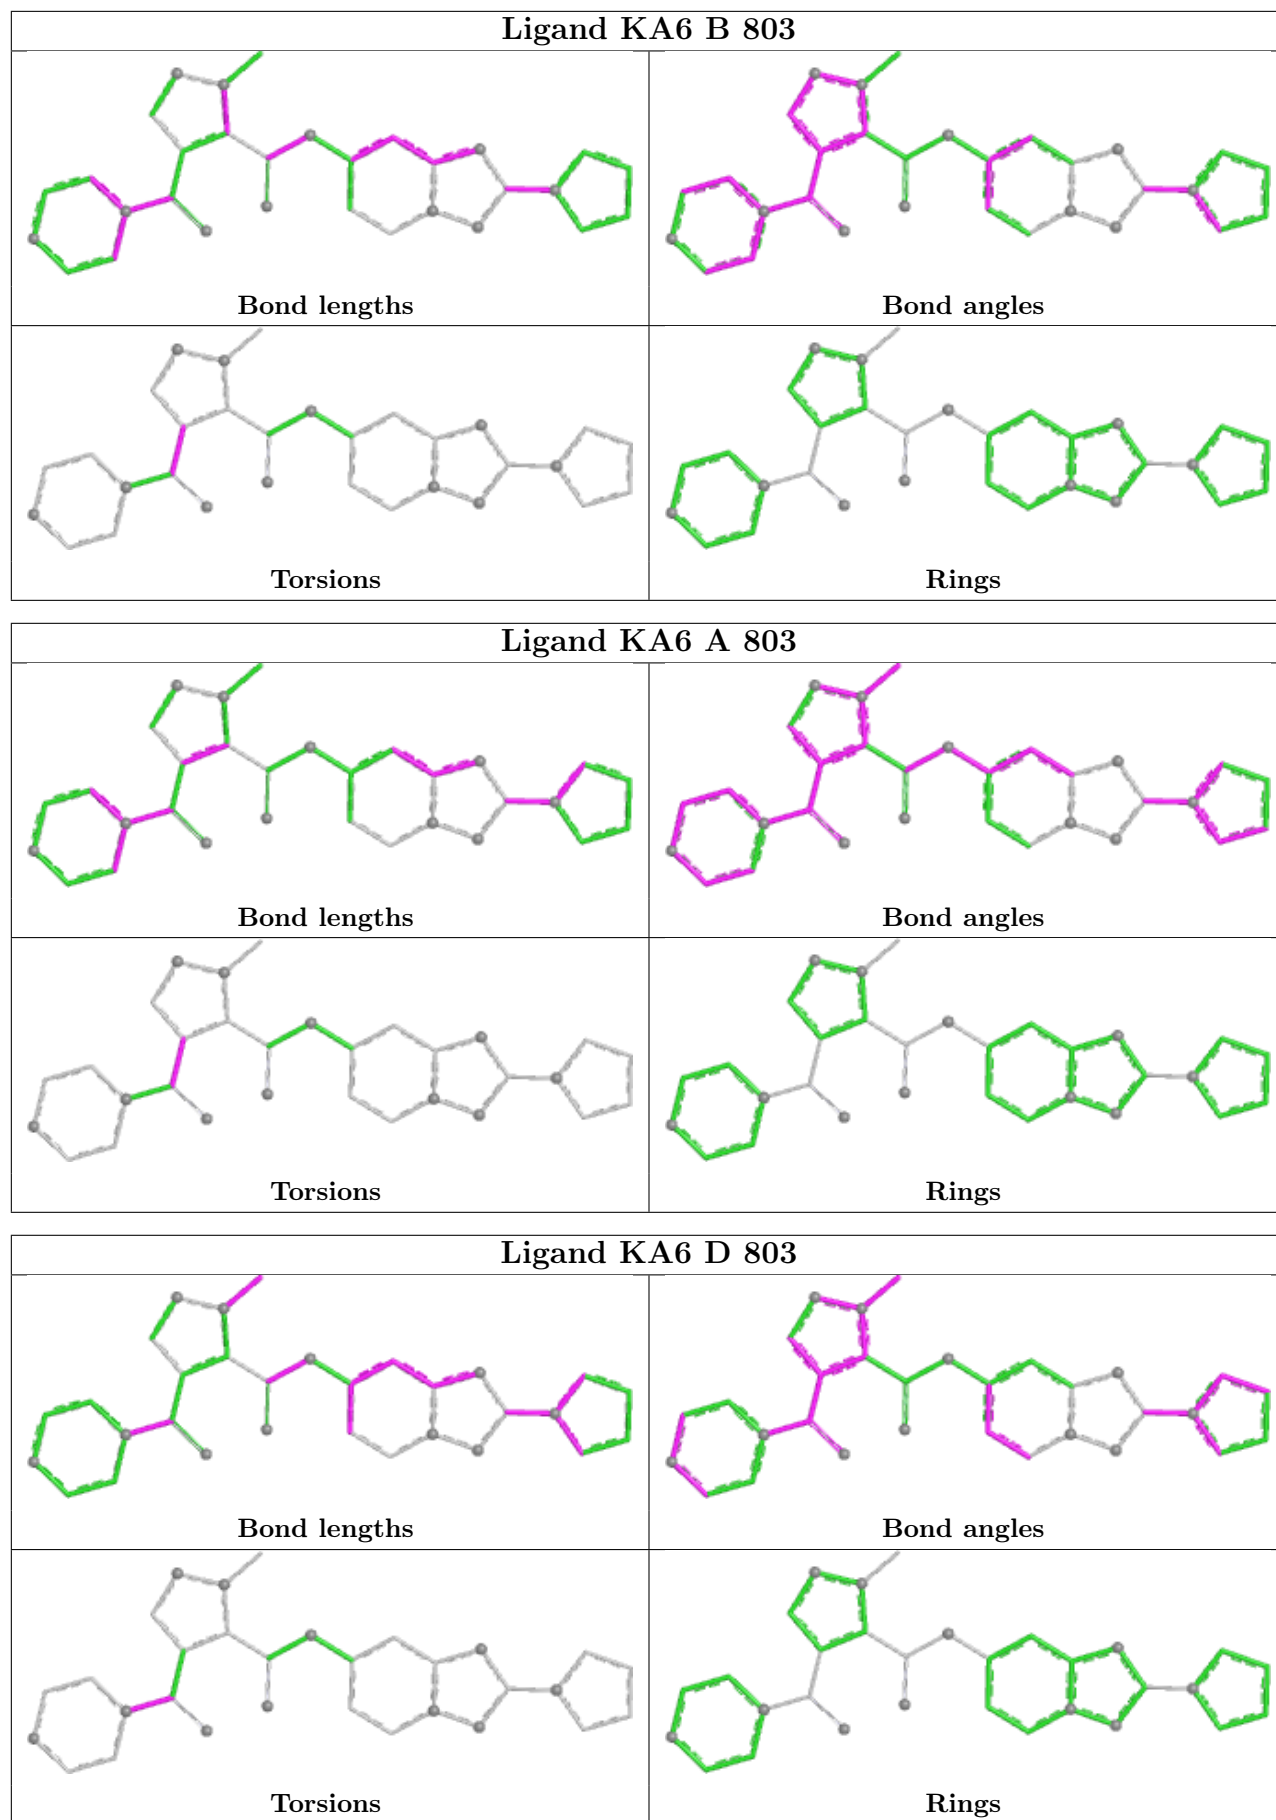 Ligand KA6 B 803
Bond lengths
Bond angles
Torsions
Rings
Ligand KA6 A 803
Bond lengths
Bond angles
Torsions
Rings
Ligand KA6 D 803
Bond lengths
Bond angles
Torsions
Rings